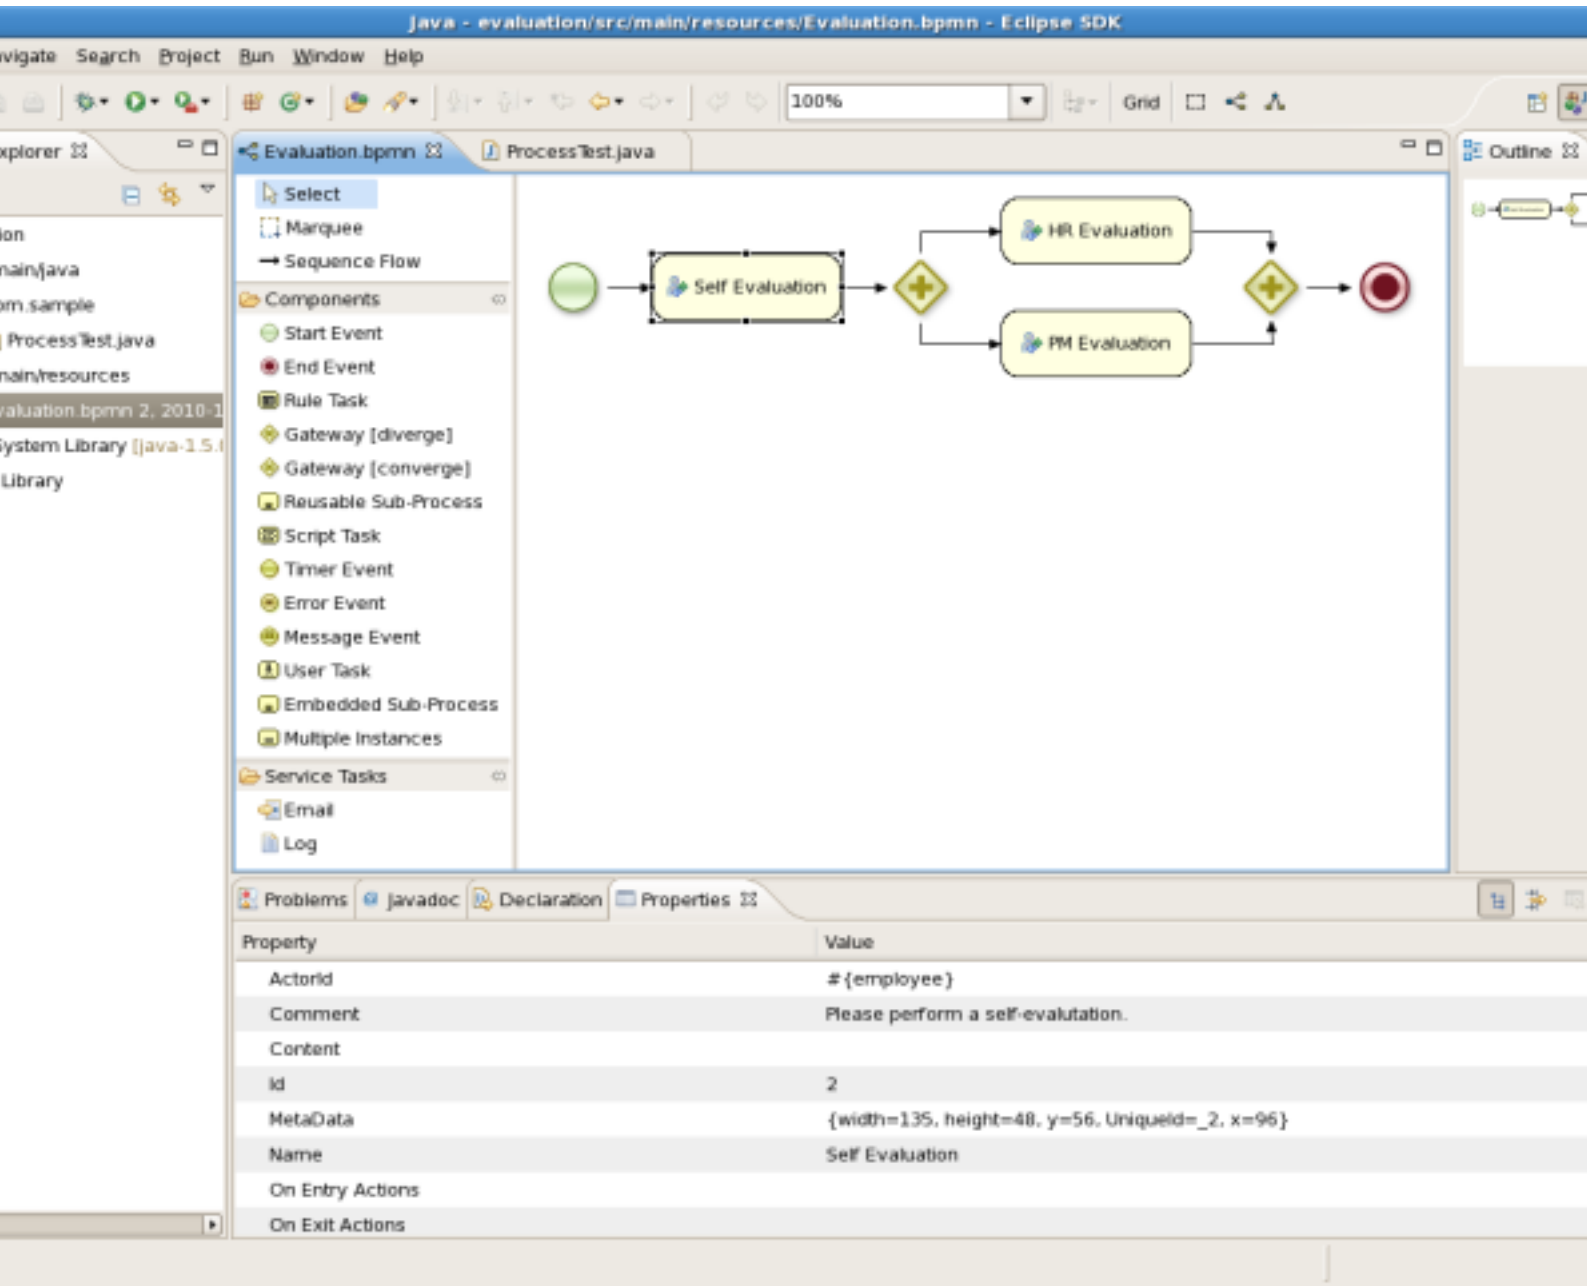 Java - evaluation/src/main/resources/Evaluation.bpmn - Eclipse SDK
avigate Search Project Run Window Help
100% Grid
xplorer
ion
main/java
om.sample
ProcessTest.java
main/resources
valuation.bpmn 2, 2010-1
System Library [java-1.5.
Library
Evaluation.bpmn ProcessTest.java
Select
Marquee
Sequence Flow
Components
Start Event
End Event
Rule Task
Gateway [diverge]
Gateway [converge]
Reusable Sub-Process
Script Task
Timer Event
Error Event
Message Event
User Task
Embedded Sub-Process
Multiple Instances
Service Tasks
Email
Log
Self Evaluation
HR Evaluation
PM Evaluation
Outline
Problems Javadoc Declaration Properties
Property Value
ActorId #{employee}
Comment Please perform a self-evalutation.
Content
Id 2
MetaData {width=135, height=48, y=56, UniqueId=_2, x=96}
Name Self Evaluation
On Entry Actions
On Exit Actions